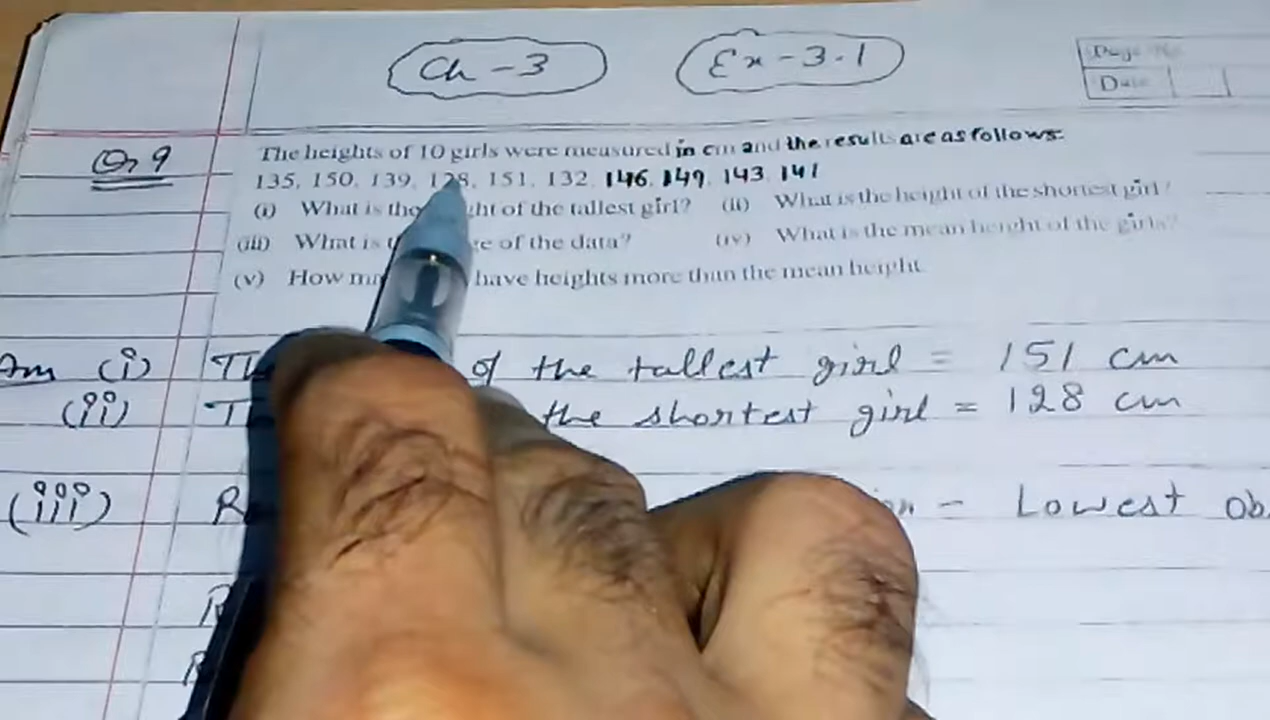 Ch-3 Ex-3.1
Date
Qn 9 The heights of 10 girls were measured in cm and the results are as follows:
135, 150, 139, 128, 151, 132, 146, 149, 143, 141
(i) What is the ght of the tallest girl? (ii) What is the height of the shortest girl?
(iii) What is of the data? (iv) What is the mean height of the girls?
(v) How have heights more than the mean height.
Ans (i) of the tallest girl = 151 cm
(ii) the shortest girl = 128 cm
(iii) R - Lowest Ob
R
R